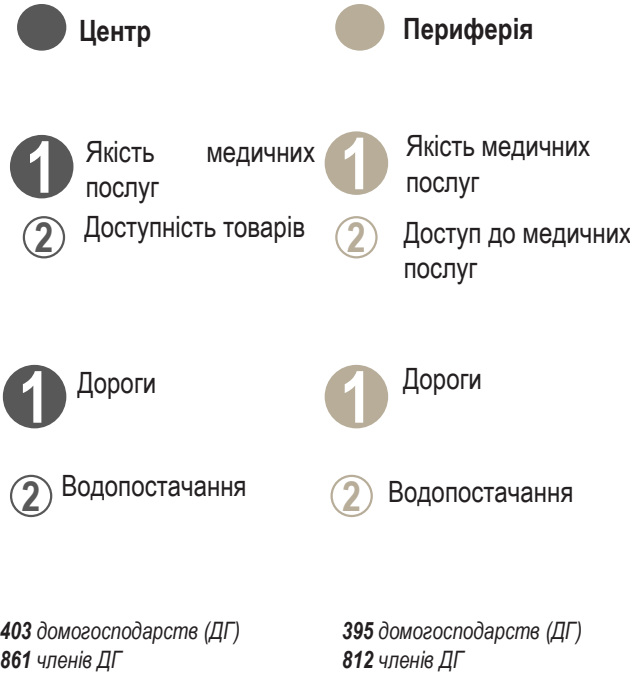 Центр
Периферія
1 Якість медичних
послуг
2 Доступність товарів
1 Якість медичних
послуг
2 Доступ до медичних
послуг
1 Дороги
1 Дороги
2 Водопостачання
2 Водопостачання
403 домогосподарств (ДГ)
861 членів ДГ
395 домогосподарств (ДГ)
812 членів ДГ